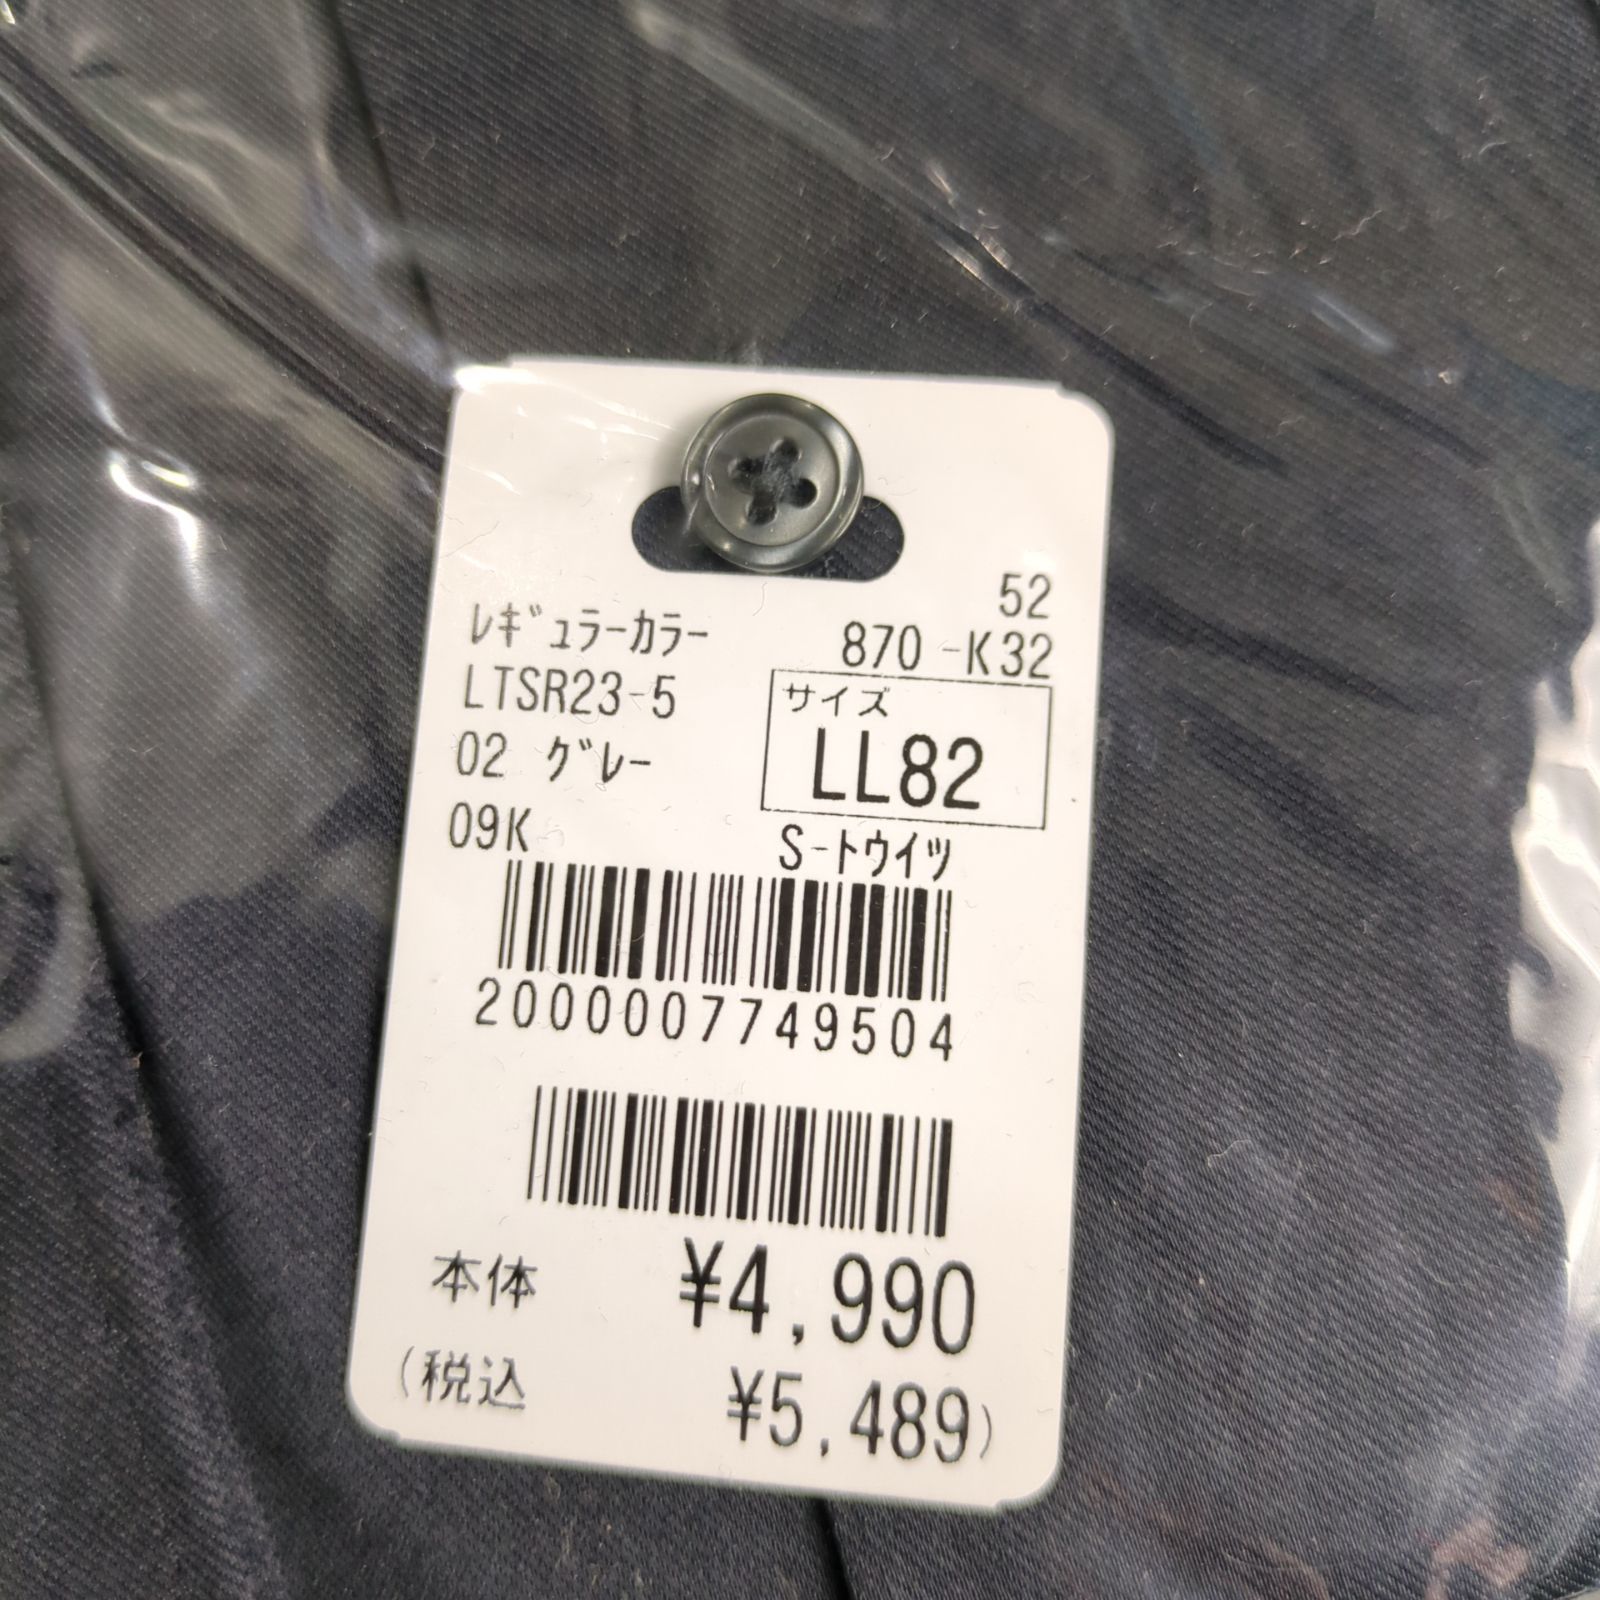 52
ﾚｷﾞｭﾗｰｶﾗｰ 870 -K32
LTSR23-5
サイズ
02 ｸﾞﾚｰ
LL82
09K
S-ﾄｳｲﾂ
2000007749504
本体 ¥4,990
(税込 ¥5,489)